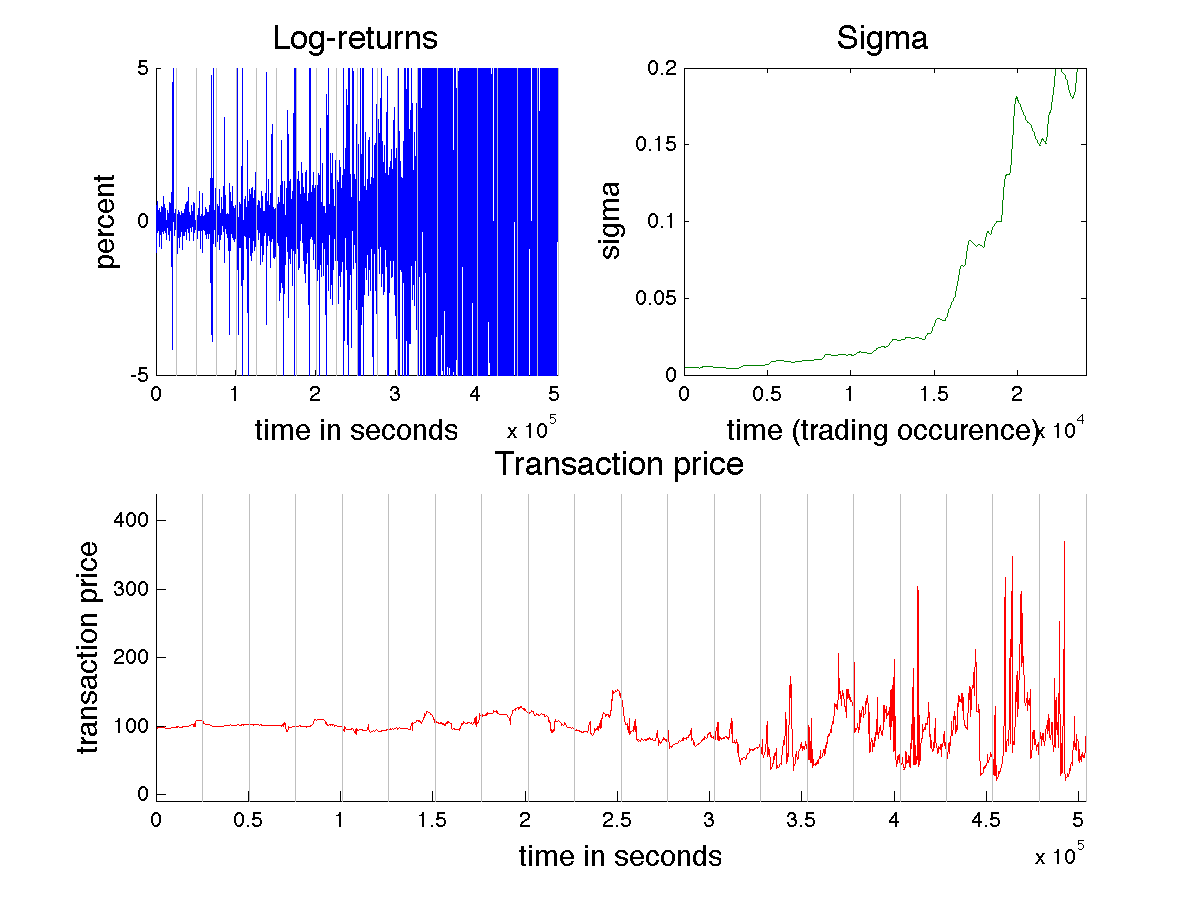 Log-returns
percent
5
0
-5
0 1 2 3 4 5
time in seconds x 10^5
Sigma
sigma
0.2
0.15
0.1
0.05
0
0 0.5 1 1.5 2
time (trading occurence) x 10^4
Transaction price
transaction price
400
300
200
100
0
0 0.5 1 1.5 2 2.5 3 3.5 4 4.5 5
time in seconds x 10^5